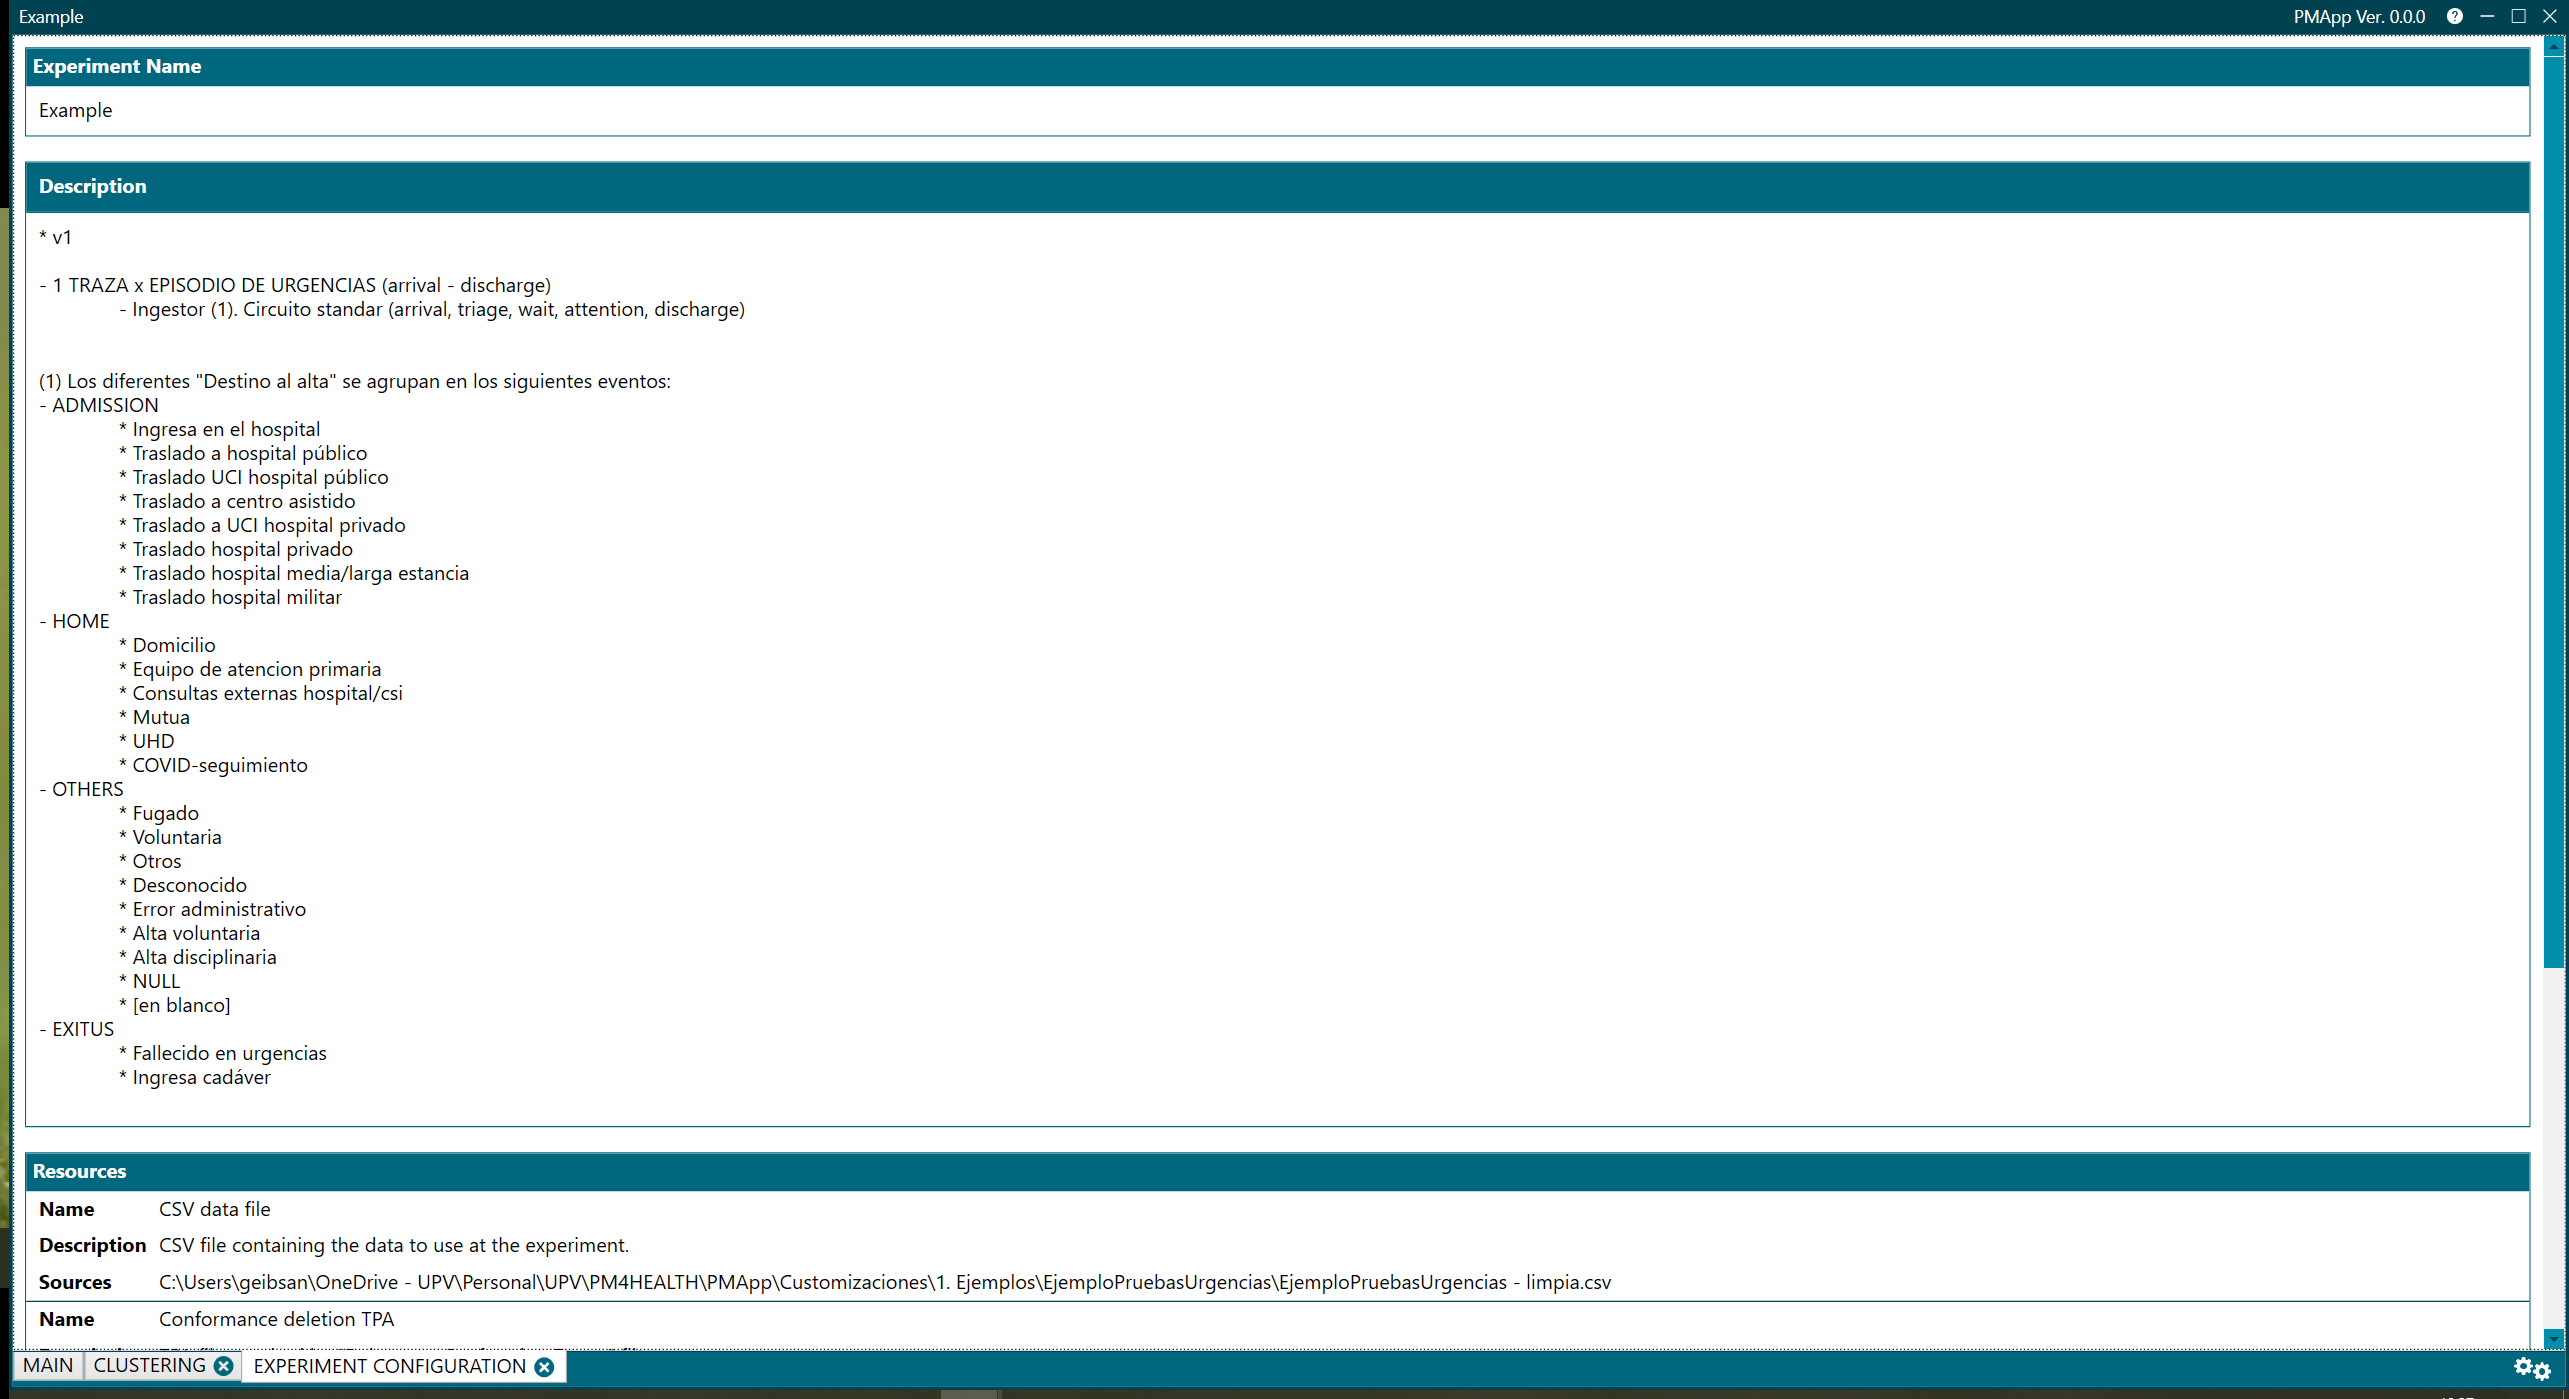 Example
PMApp Ver. 0.0.0
Experiment Name
Example
Description
* v1
- 1 TRAZA x EPISODIO DE URGENCIAS (arrival - discharge)
- Ingestor (1). Circuito standar (arrival, triage, wait, attention, discharge)
(1) Los diferentes "Destino al alta" se agrupan en los siguientes eventos:
- ADMISSION
* Ingresa en el hospital
* Traslado a hospital público
* Traslado UCI hospital público
* Traslado a centro asistido
* Traslado a UCI hospital privado
* Traslado hospital privado
* Traslado hospital media/larga estancia
* Traslado hospital militar
- HOME
* Domicilio
* Equipo de atencion primaria
* Consultas externas hospital/csi
* Mutua
* UHD
* COVID-seguimiento
- OTHERS
* Fugado
* Voluntaria
* Otros
* Desconocido
* Error administrativo
* Alta voluntaria
* Alta disciplinaria
* NULL
* [en blanco]
- EXITUS
* Fallecido en urgencias
* Ingresa cadáver
Resources
Name CSV data file
Description CSV file containing the data to use at the experiment.
Sources C:\Users\geibsan\OneDrive - UPV\Personal\UPV\PM4HEALTH\PMApp\Customizaciones\1. Ejemplos\EjemploPruebasUrgencias\EjemploPruebasUrgencias - limpia.csv
Name Conformance deletion TPA
MAIN CLUSTERING EXPERIMENT CONFIGURATION